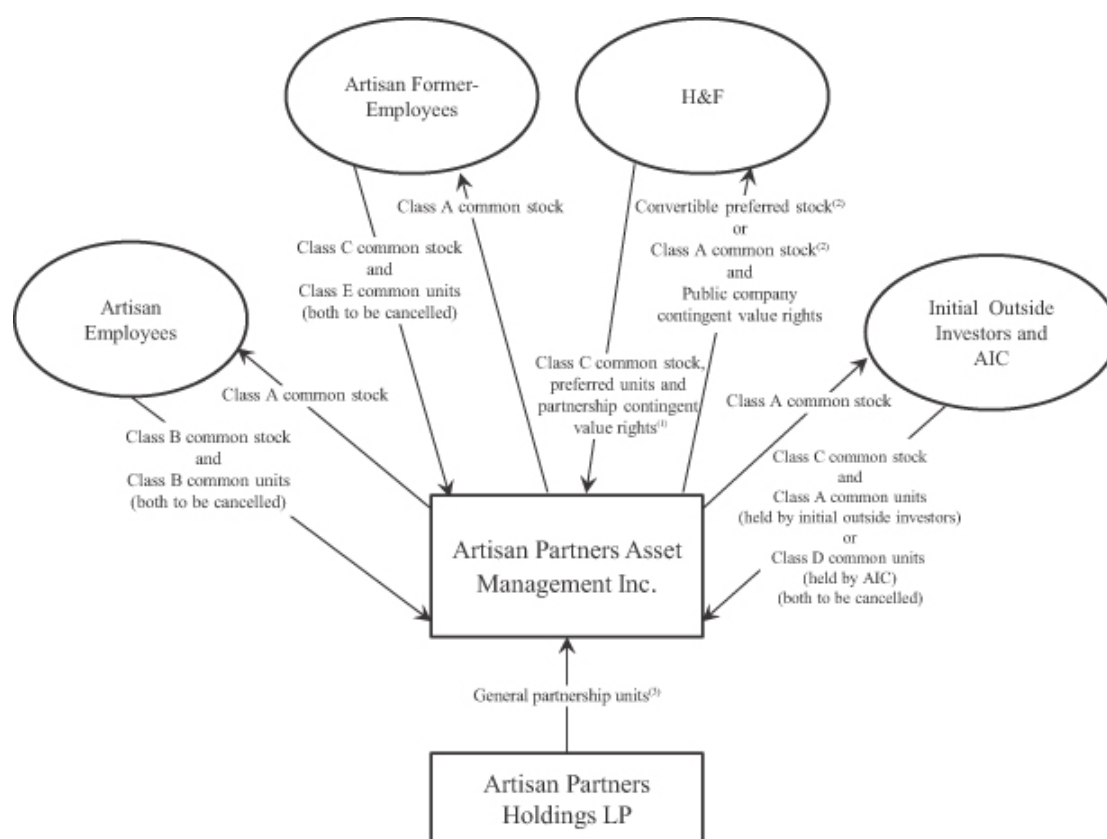 Artisan Former-
Employees
H&F
Class A common stock
Convertible preferred stock(2)
or
Class A common stock(2)
and
Public company
contingent value rights
Class C common stock
and
Class E common units
(both to be cancelled)
Artisan
Employees
Initial Outside
Investors and
AIC
Class C common stock,
preferred units and
partnership contingent
value rights(1)
Class A common stock
Class A common stock
Class B common stock
and
Class B common units
(both to be cancelled)
Class C common stock
and
Class A common units
(held by initial outside investors)
or
Class D common units
(held by AIC)
(both to be cancelled)
Artisan Partners Asset
Management Inc.
General partnership units(3)
Artisan Partners
Holdings LP